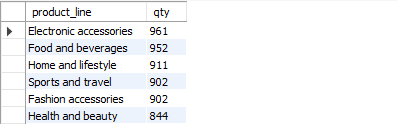 product_line qty
Electronic accessories 961
Food and beverages 952
Home and lifestyle 911
Sports and travel 902
Fashion accessories 902
Health and beauty 844